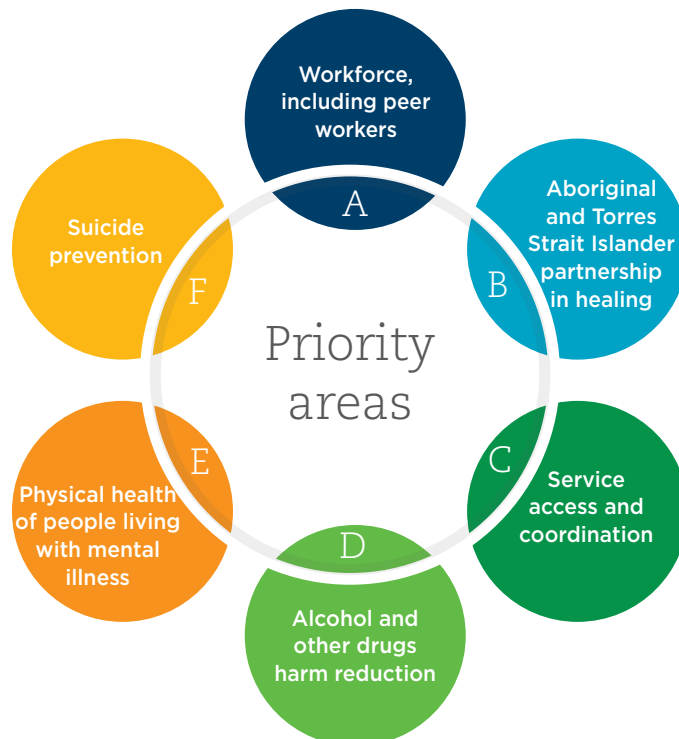 Workforce,
including peer
workers
A
Aboriginal
and Torres
Strait Islander
partnership
in healing
B
Service
access and
coordination
C
Alcohol and
other drugs
harm reduction
D
Physical health
of people living
with mental
illness
E
Suicide
prevention
F
Priority
areas